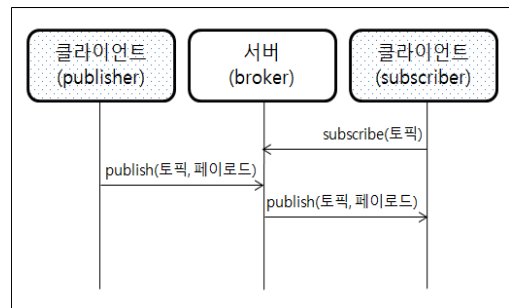 클라이언트
(publisher)
서버
(broker)
클라이언트
(subscriber)
subscribe(토픽)
publish(토픽, 페이로드)
publish(토픽, 페이로드)